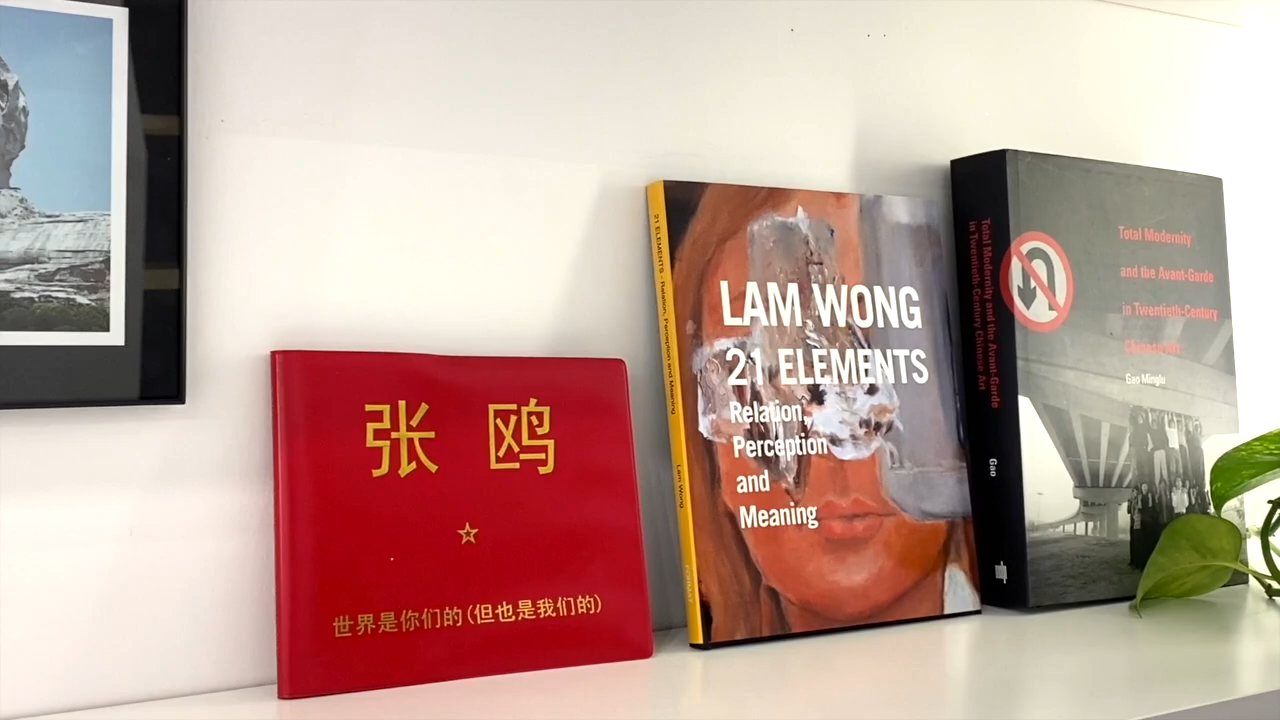 张 鸥
世界是你们的(但也是我们的)
21 ELEMENTS - Relation, Perception and Meaning
Lam Wong
LAM WONG
21 ELEMENTS
Relation,
Perception
and
Meaning
Total Modernity and the Avant-Garde
in Twentieth-Century Chinese Art
Gao
Total Modernity
and the Avant-Garde
in Twentieth-Century
Chinese Art
Gao Minglu